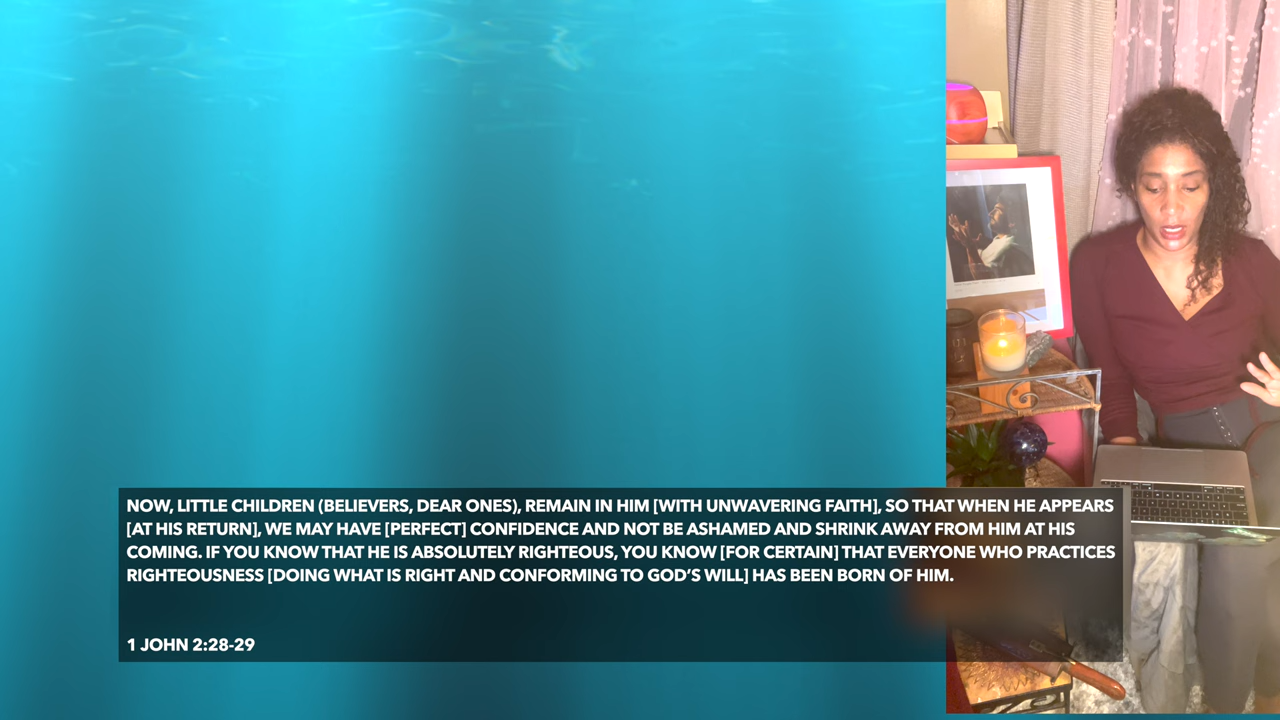 NOW, LITTLE CHILDREN (BELIEVERS, DEAR ONES), REMAIN IN HIM [WITH UNWAVERING FAITH], SO THAT WHEN HE APPEARS
[AT HIS RETURN], WE MAY HAVE [PERFECT] CONFIDENCE AND NOT BE ASHAMED AND SHRINK AWAY FROM HIM AT HIS
COMING. IF YOU KNOW THAT HE IS ABSOLUTELY RIGHTEOUS, YOU KNOW [FOR CERTAIN] THAT EVERYONE WHO PRACTICES
RIGHTEOUSNESS [DOING WHAT IS RIGHT AND CONFORMING TO GOD’S WILL] HAS BEEN BORN OF HIM.
1 JOHN 2:28-29